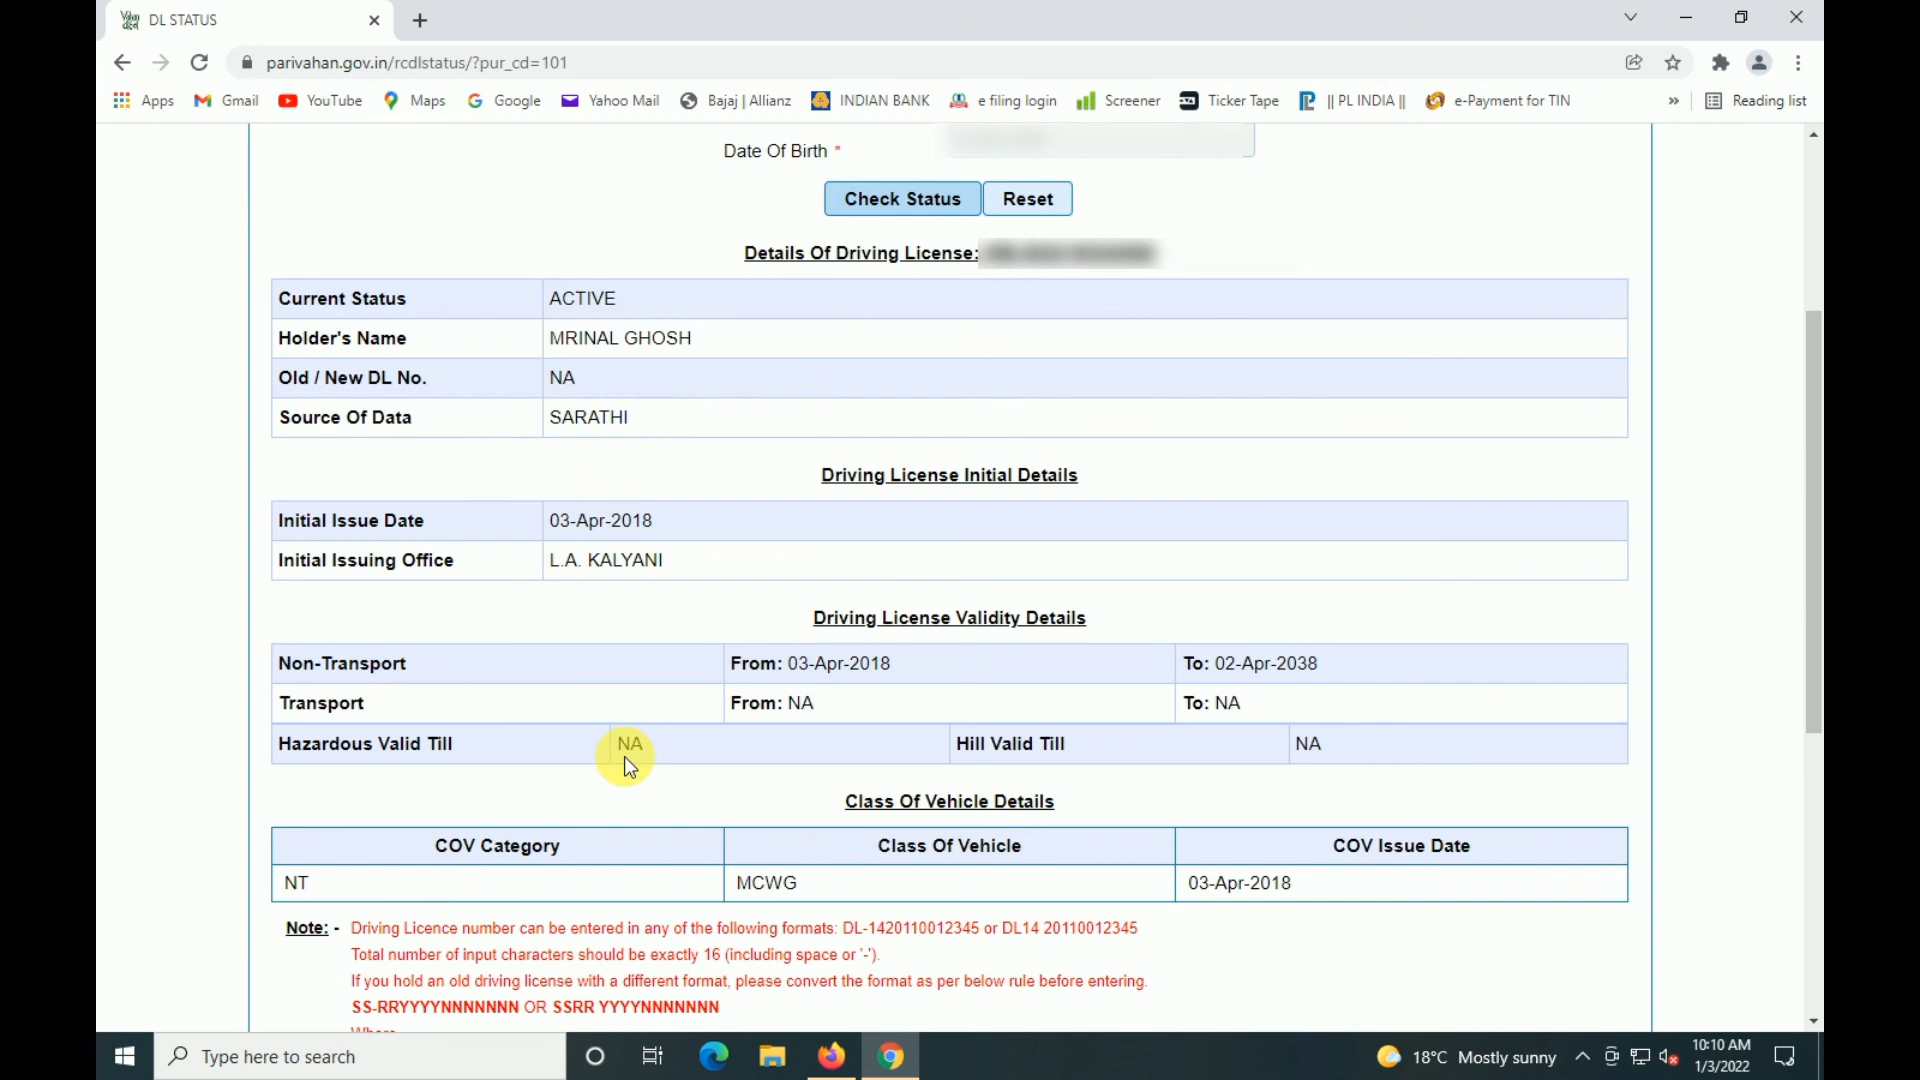 DL STATUS
parivahan.gov.in/rcdlstatus/?pur_cd=101
Apps Gmail YouTube Maps Google Yahoo Mail Bajaj | Allianz INDIAN BANK e filing login Screener Ticker Tape || PL INDIA || e-Payment for TIN » Reading list
Date Of Birth *
Check Status Reset
Details Of Driving License:
Current Status ACTIVE
Holder's Name MRINAL GHOSH
Old / New DL No. NA
Source Of Data SARATHI
Driving License Initial Details
Initial Issue Date 03-Apr-2018
Initial Issuing Office L.A. KALYANI
Driving License Validity Details
Non-Transport From: 03-Apr-2018 To: 02-Apr-2038
Transport From: NA To: NA
Hazardous Valid Till NA Hill Valid Till NA
Class Of Vehicle Details
COV Category Class Of Vehicle COV Issue Date
NT MCWG 03-Apr-2018
Note: - Driving Licence number can be entered in any of the following formats: DL-1420110012345 or DL14 20110012345
Total number of input characters should be exactly 16 (including space or '-').
If you hold an old driving license with a different format, please convert the format as per below rule before entering.
SS-RRYYYYNNNNNNN OR SSRR YYYYNNNNNNN
Type here to search 18°C Mostly sunny 10:10 AM
1/3/2022